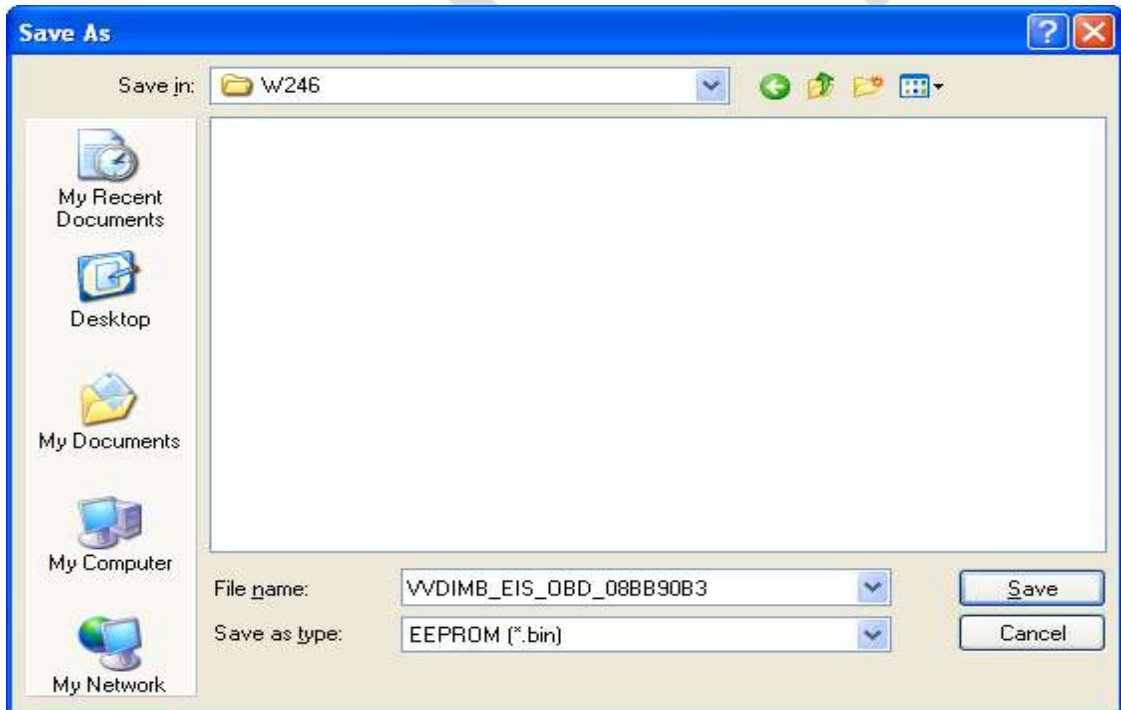 Save As
Save in: W246
My Recent
Documents
Desktop
My Documents
My Computer
My Network
File name: VVDIMB_EIS_OBD_08BB90B3 Save
Save as type: EEPROM (*.bin) Cancel